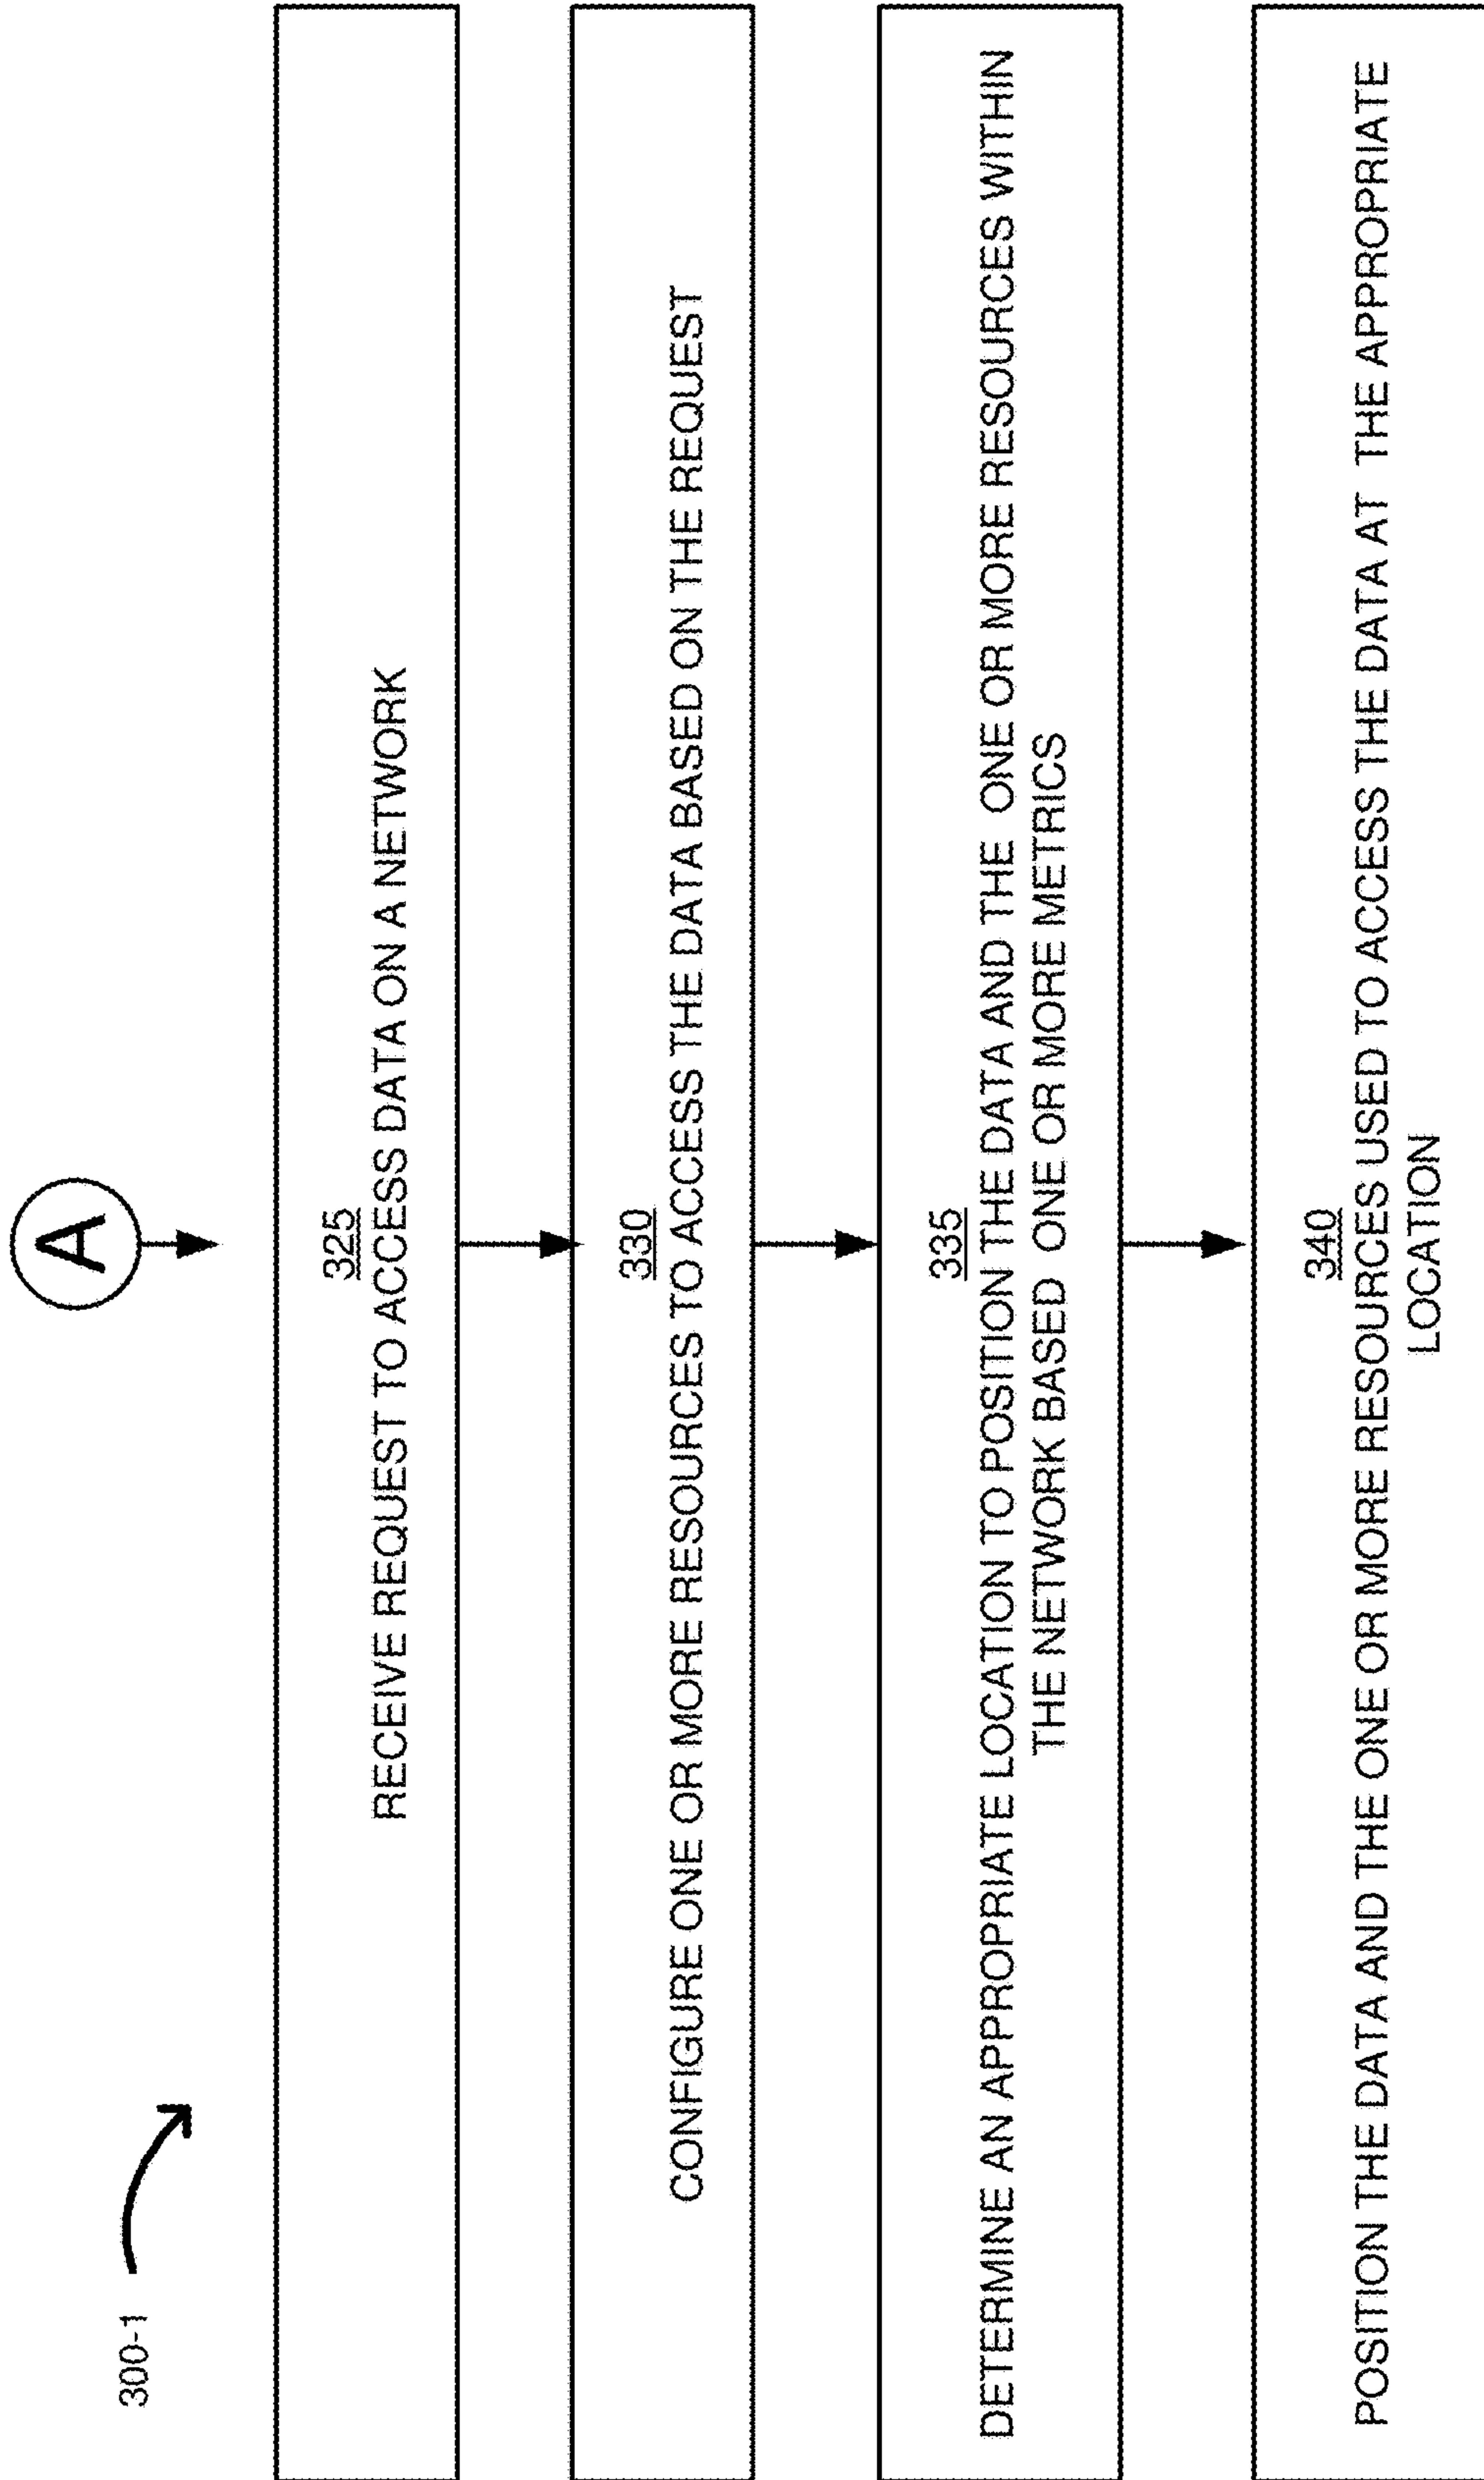 300-1
A
325
RECEIVE REQUEST TO ACCESS DATA ON A NETWORK
330
CONFIGURE ONE OR MORE RESOURCES TO ACCESS THE DATA BASED ON THE REQUEST
335
DETERMINE AN APPROPRIATE LOCATION TO POSITION THE DATA AND THE ONE OR MORE RESOURCES WITHIN
THE NETWORK BASED ONE OR MORE METRICS
340
POSITION THE DATA AND THE ONE OR MORE RESOURCES USED TO ACCESS THE DATA AT THE APPROPRIATE
LOCATION